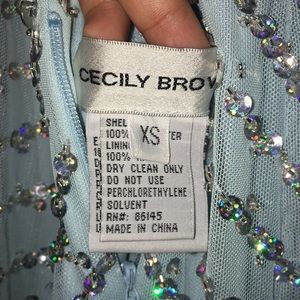 CECILY BROW
XS
SHEL
100% TER
LININ
100%
DRY CLEAN ONLY
DO NOT USE
PERCHLORETHYLENE
SOLVENT
RN#: 86145
MADE IN CHINA